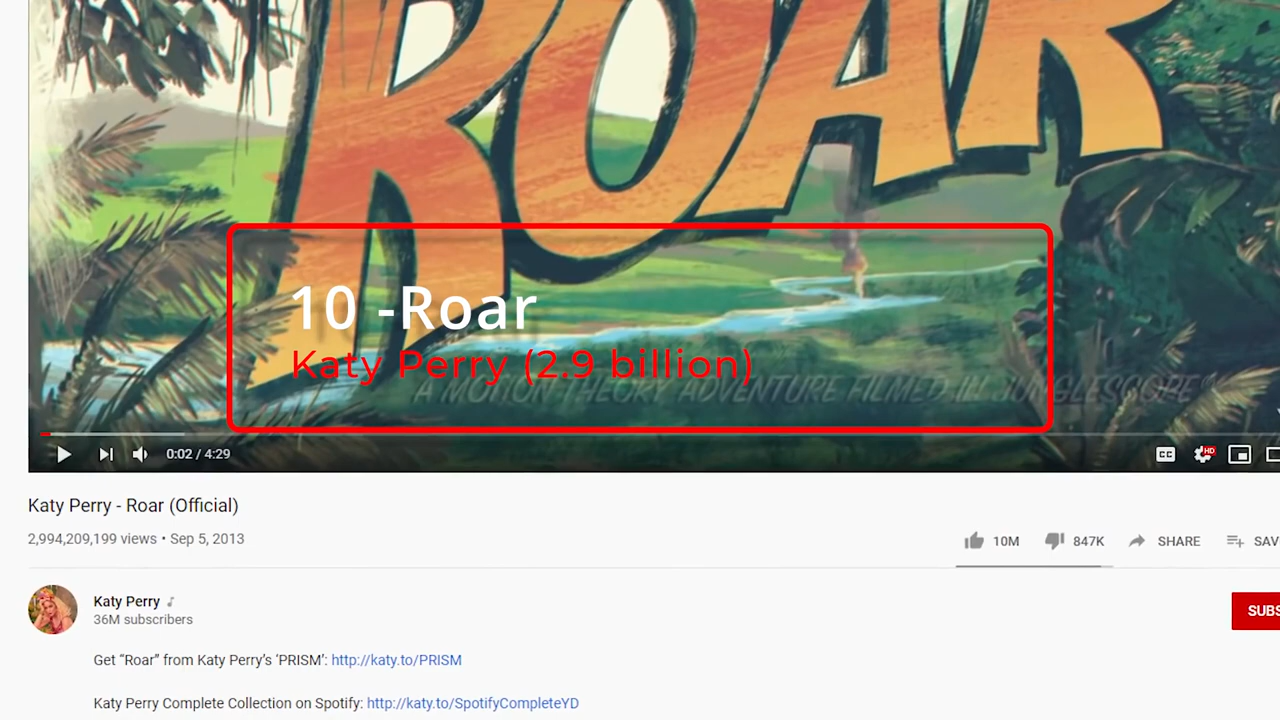 ROAR
10 -Roar
Katy Perry (2.9 billion)
A MOTION THEORY ADVENTURE FILMED IN JUNGLESCOPE
0:02 / 4:29
CC
HD
Katy Perry - Roar (Official)
2,994,209,199 views • Sep 5, 2013
10M
847K
SHARE
SAV
Katy Perry
36M subscribers
SUBS
Get “Roar” from Katy Perry’s ‘PRISM’: http://katy.to/PRISM
Katy Perry Complete Collection on Spotify: http://katy.to/SpotifyCompleteYD